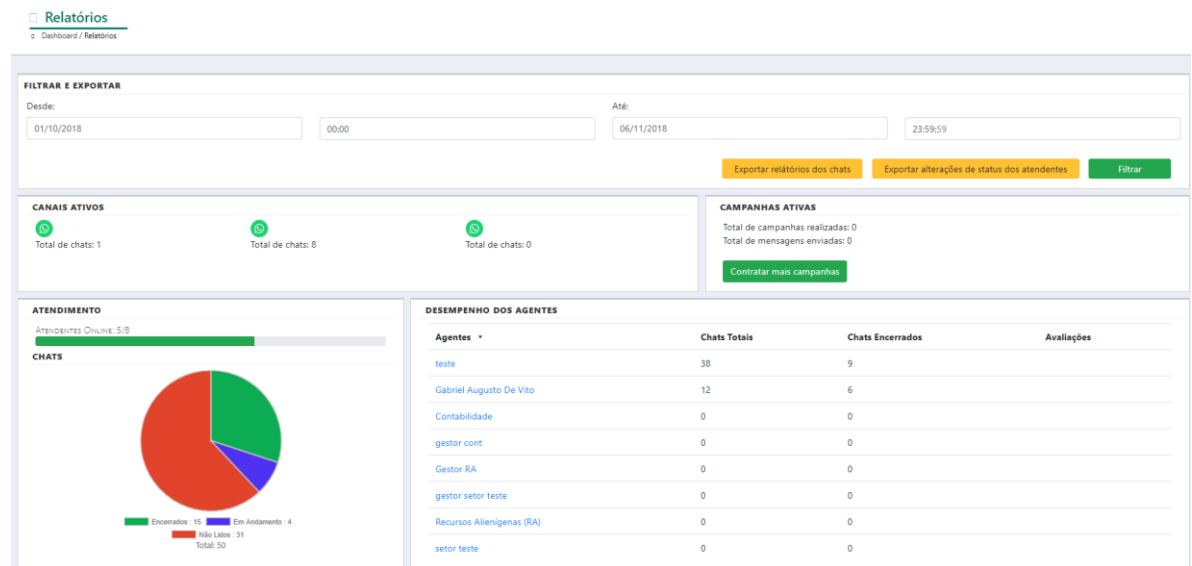 Relatórios
Dashboard / Relatórios
FILTRAR E EXPORTAR
Desde:
Até:
01/10/2018
00:00
06/11/2018
23:59:59
Exportar relátórios dos chats
Exportar alterações de status dos atendentes
Filtrar
CANAIS ATIVOS
Total de chats: 1
Total de chats: 8
Total de chats: 0
CAMPANHAS ATIVAS
Total de campanhas realizadas: 0
Total de mensagens enviadas: 0
Contratar mais campanhas
ATENDIMENTO
ATENDENTES ONLINE: 5/8
CHATS
Encerrados : 15 Em Andamento : 4
Não Lidos : 31
Total: 50
DESEMPENHO DOS AGENTES
Agentes Chats Totais Chats Encerrados Avaliações
teste 38 9
Gabriel Augusto De Vito 12 6
Contabilidade 0 0
gestor cont 0 0
Gestor RA 0 0
gestor setor teste 0 0
Recursos Alienígenas (RA) 0 0
setor teste 0 0